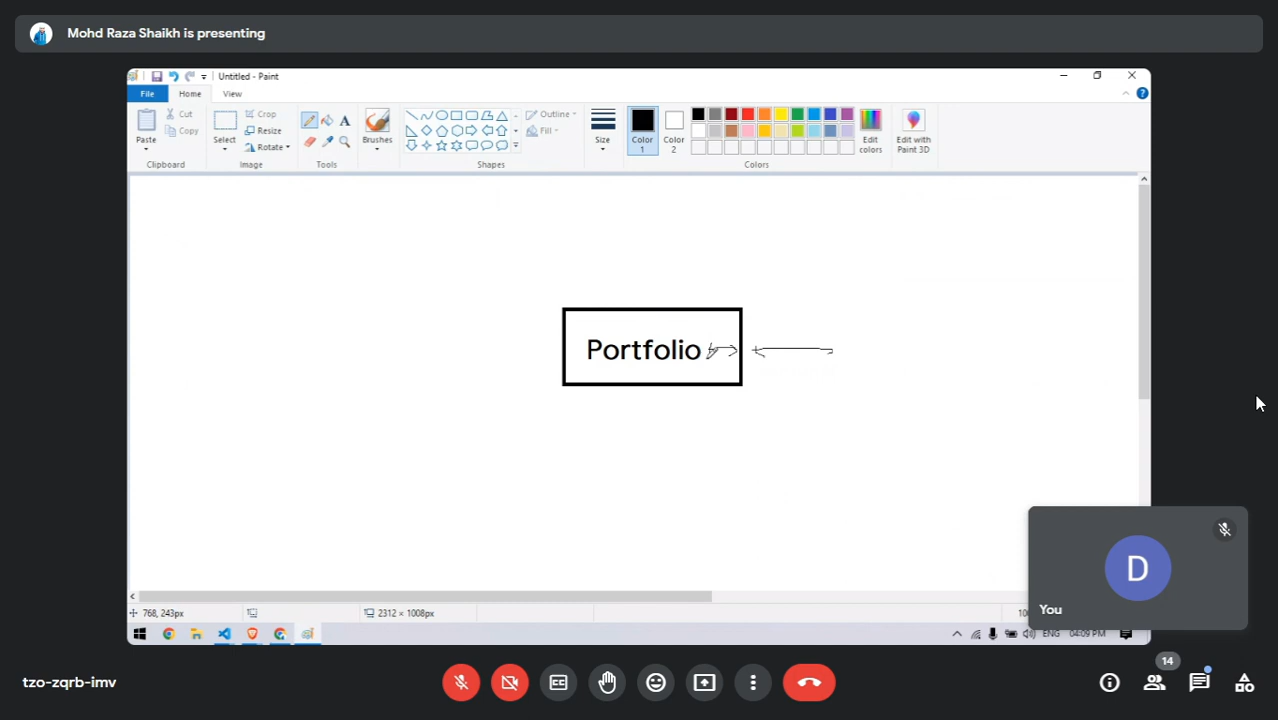 Mohd Raza Shaikh is presenting
Untitled - Paint
File
Home
View
Paste
Cut
Copy
Clipboard
Select
Crop
Resize
Rotate
Image
Tools
Brushes
Shapes
Outline
Fill
Size
Color 1
Color 2
Colors
Edit colors
Edit with Paint 3D
Portfolio
768, 243px
2312 × 1008px
ENG
04:09 PM
D
You
tzo-zqrb-imv
14